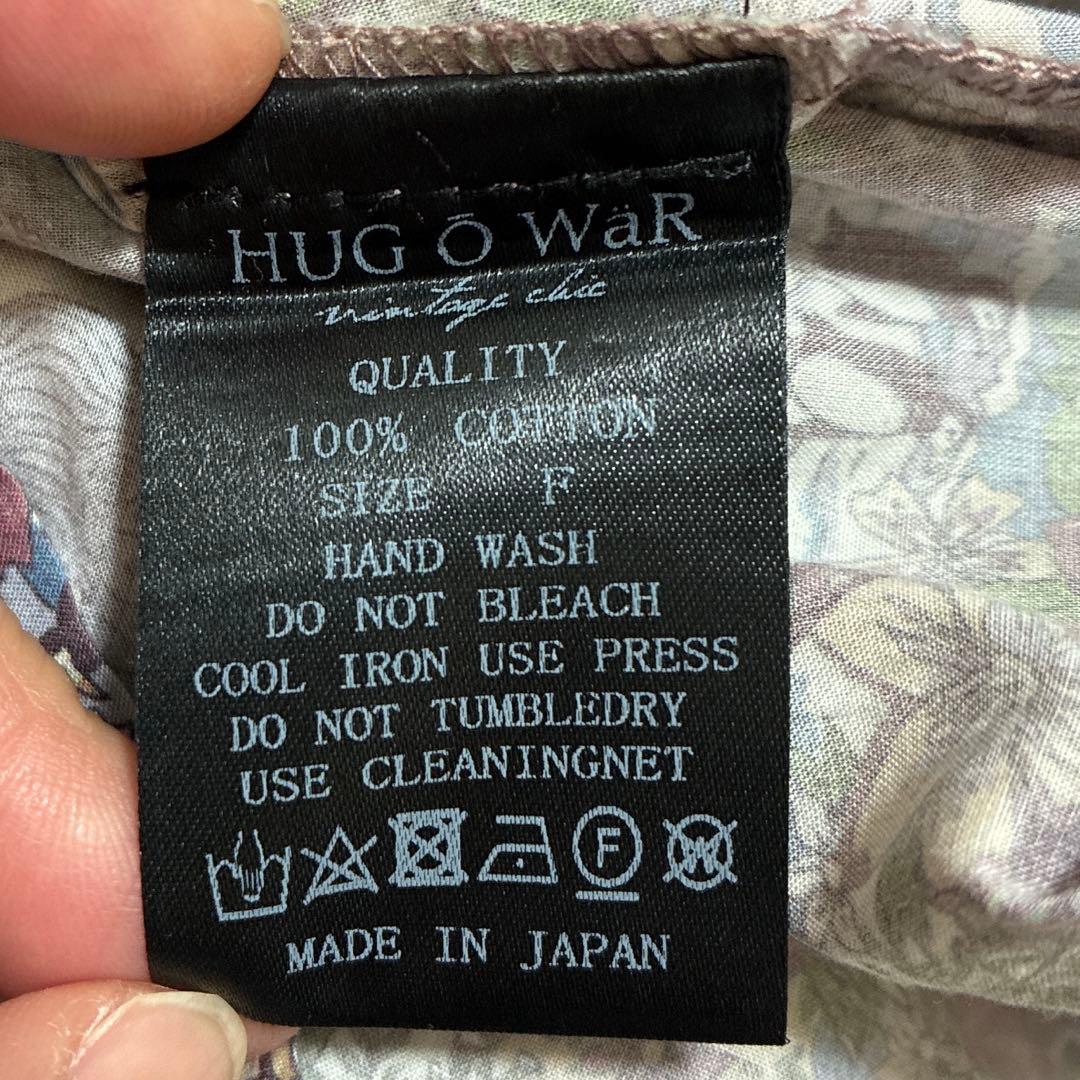 HUG Ō WäR
vintage chic
QUALITY
100% COTTON
SIZE F
HAND WASH
DO NOT BLEACH
COOL IRON USE PRESS
DO NOT TUMBLEDRY
USE CLEANINGNET
F W
MADE IN JAPAN